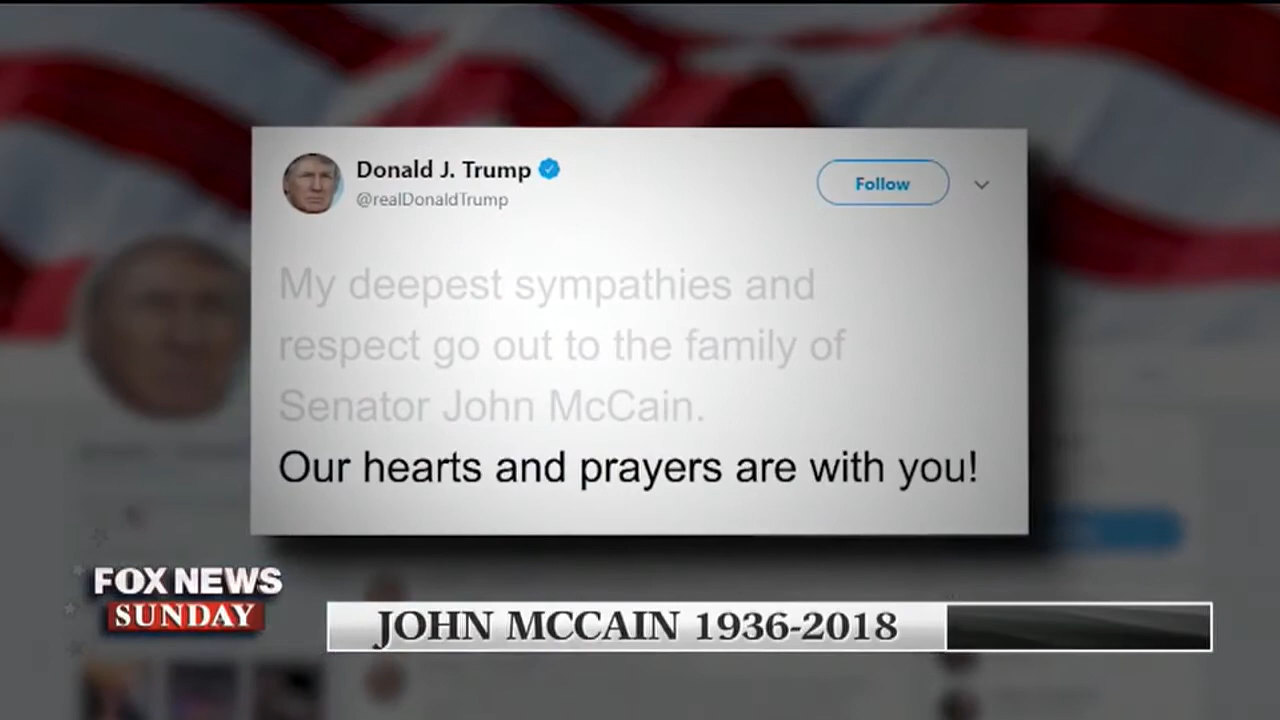 Donald J. Trump
@realDonaldTrump
Follow
My deepest sympathies and
respect go out to the family of
Senator John McCain.
Our hearts and prayers are with you!
FOX NEWS
SUNDAY
JOHN MCCAIN 1936-2018